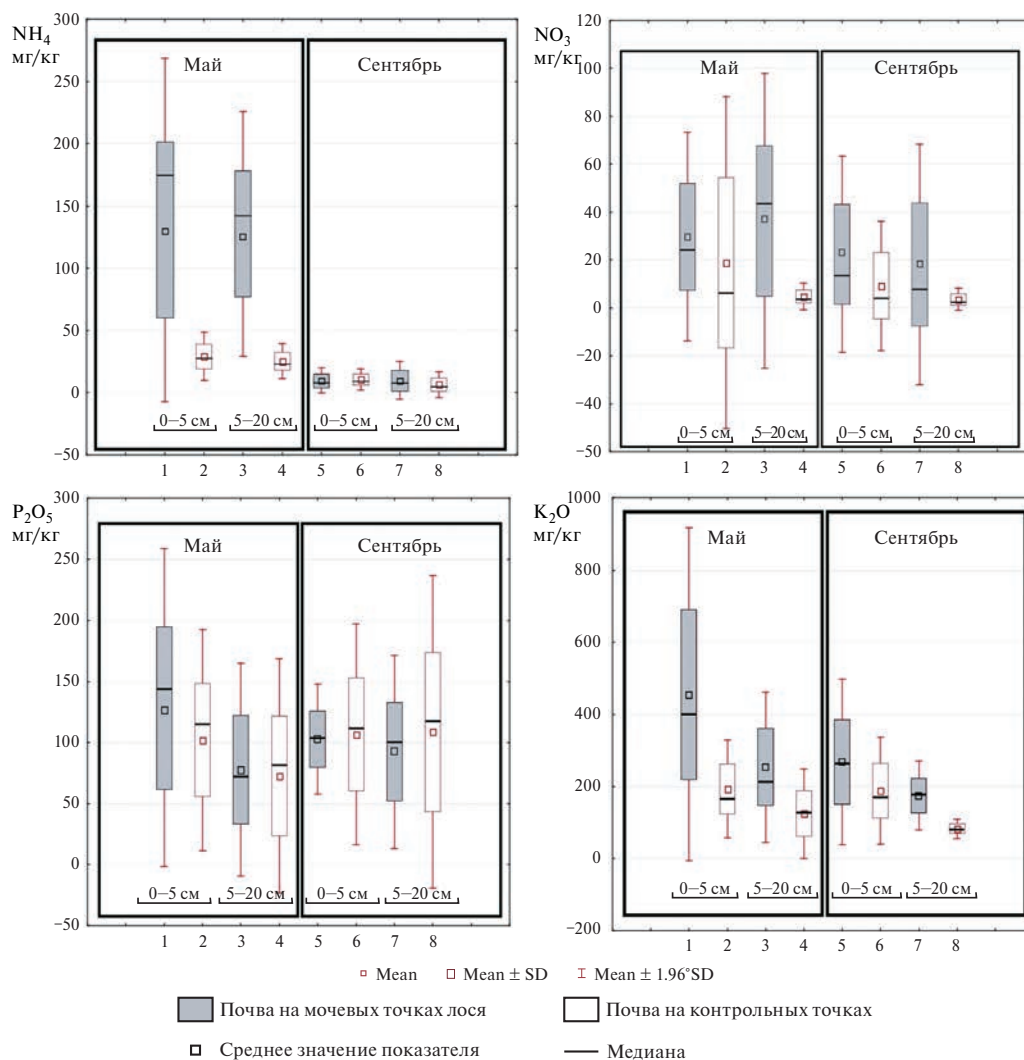 NH₄
мг/кг
300
250
200
150
100
50
0
−50
Май
Сентябрь
0−5 см
5−20 см
0−5 см
5−20 см
1 2 3 4 5 6 7 8
NO₃
мг/кг
120
100
80
60
40
20
0
−20
−40
−50
Май
Сентябрь
0−5 см
5−20 см
0−5 см
5−20 см
1 2 3 4 5 6 7 8
P₂O₅
мг/кг
300
250
200
150
100
50
0
−50
Май
Сентябрь
0−5 см
5−20 см
0−5 см
5−20 см
1 2 3 4 5 6 7 8
K₂O
мг/кг
1000
800
600
400
200
0
−200
Май
Сентябрь
0−5 см
5−20 см
0−5 см
5−20 см
1 2 3 4 5 6 7 8
Mean Mean ± SD Mean ± 1.96*SD
Почва на мочевых точках лося Почва на контрольных точках
Среднее значение показателя Медиана